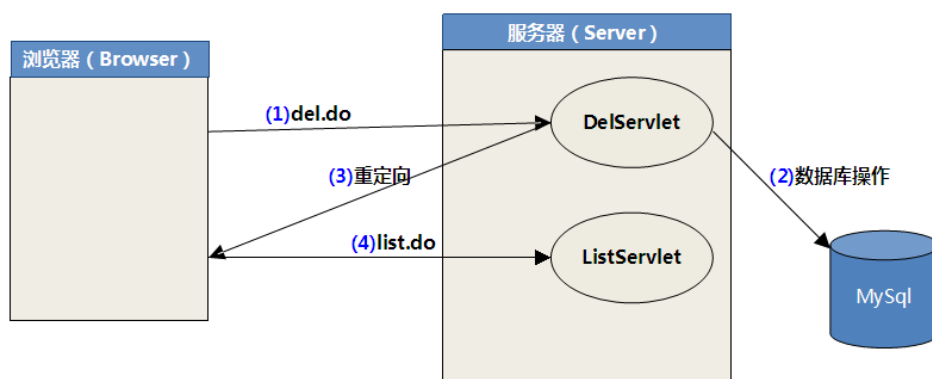 浏览器（Browser）
服务器（Server）
(1)del.do
DelServlet
(3)重定向
(2)数据库操作
(4)list.do
ListServlet
MySql